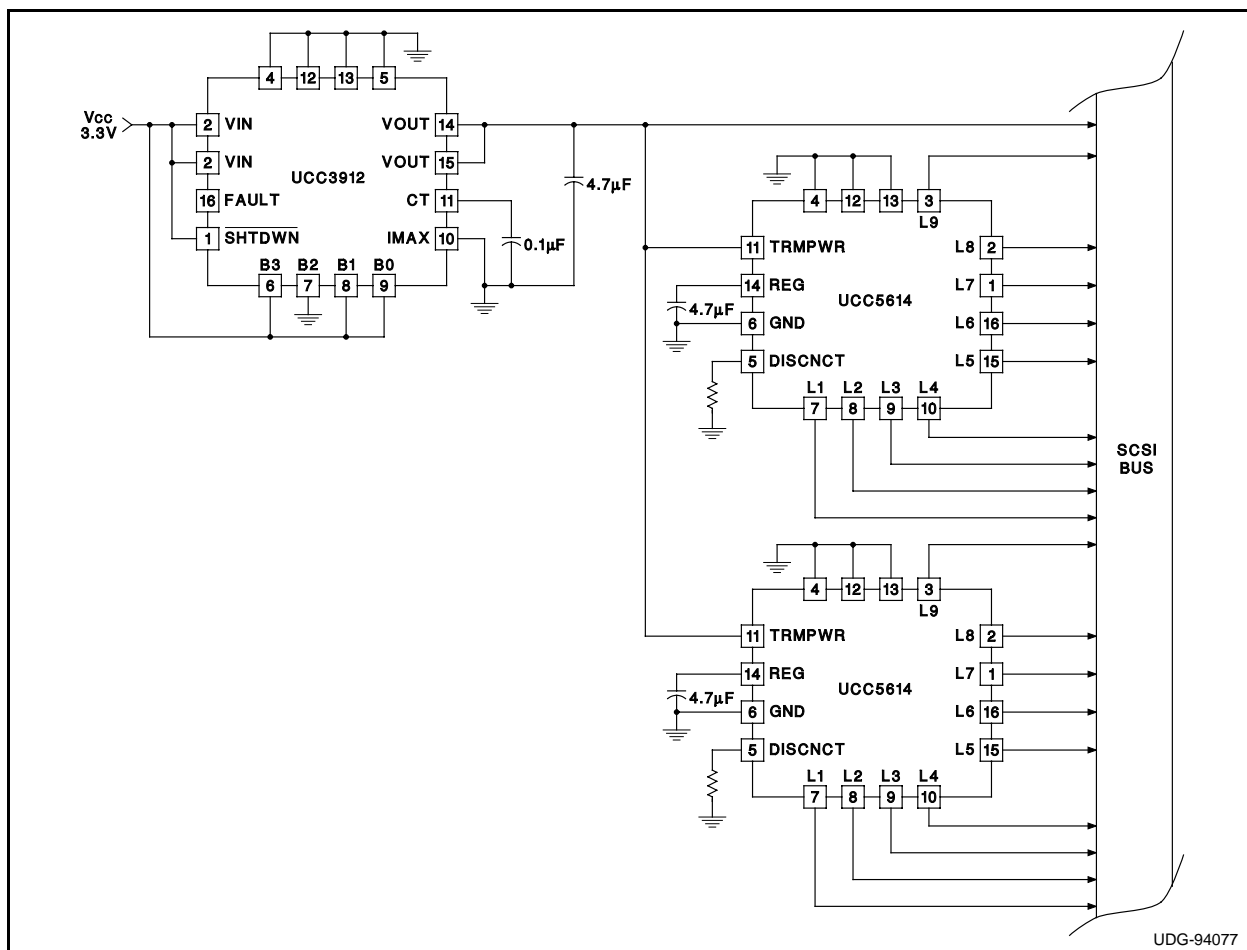 4 12 13 5
Vcc
3.3V
2 VIN VOUT 14
2 VIN VOUT 15
UCC3912
16 FAULT CT 11
1 SHTDWN IMAX 10
B3 B2 B1 B0
6 7 8 9
4.7µF
0.1µF
4 12 13 3
L9
11 TRMPWR L8 2
14 REG L7 1
UCC5614
4.7µF
6 GND L6 16
5 DISCNCT L5 15
L1 L2 L3 L4
7 8 9 10
SCSI
BUS
4 12 13 3
L9
11 TRMPWR L8 2
14 REG L7 1
UCC5614
4.7µF
6 GND L6 16
5 DISCNCT L5 15
L1 L2 L3 L4
7 8 9 10
UDG-94077